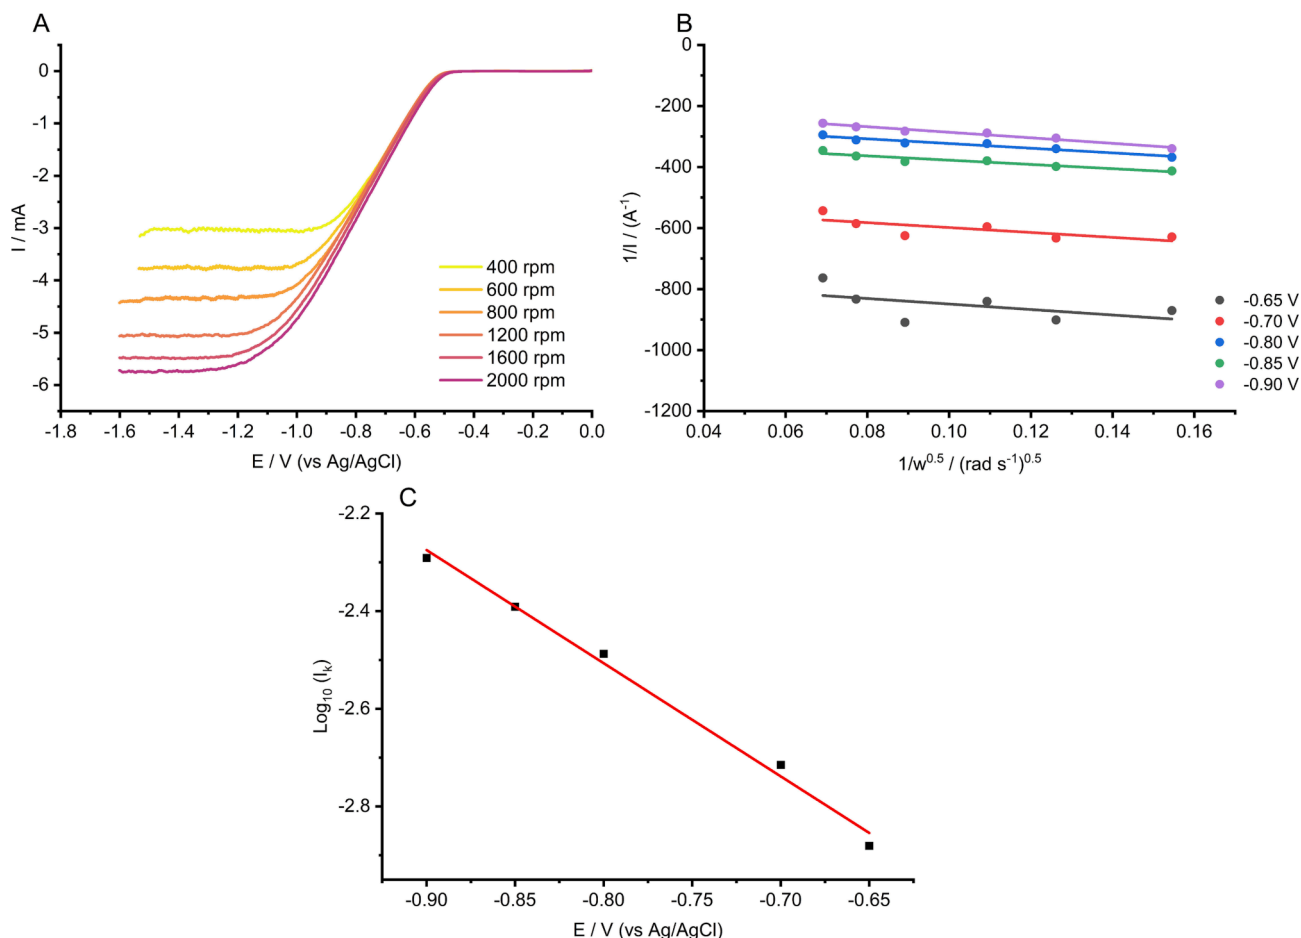 A
I / mA
0
-1
-2
-3
-4
-5
-6
-1.8 -1.6 -1.4 -1.2 -1.0 -0.8 -0.6 -0.4 -0.2 0.0
E / V (vs Ag/AgCl)
400 rpm
600 rpm
800 rpm
1200 rpm
1600 rpm
2000 rpm
B
1/I / (A⁻¹)
0
-200
-400
-600
-800
-1000
-1200
0.04 0.06 0.08 0.10 0.12 0.14 0.16
1/w⁰·⁵ / (rad s⁻¹)⁰·⁵
-0.65 V
-0.70 V
-0.80 V
-0.85 V
-0.90 V
C
Log₁₀ (Iₖ)
-2.2
-2.4
-2.6
-2.8
-0.90 -0.85 -0.80 -0.75 -0.70 -0.65
E / V (vs Ag/AgCl)